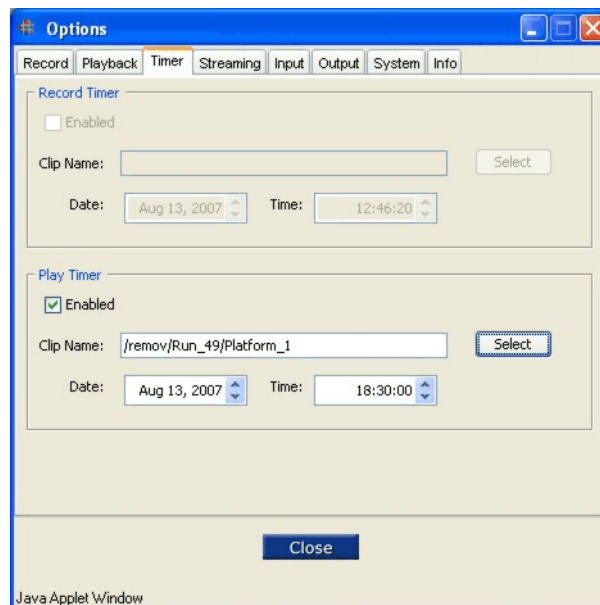 Options
Record Playback Timer Streaming Input Output System Info
Record Timer
Enabled
Clip Name: Select
Date: Aug 13, 2007 Time: 12:46:20
Play Timer
Enabled
Clip Name: /remov/Run_49/Platform_1 Select
Date: Aug 13, 2007 Time: 18:30:00
Close
Java Applet Window